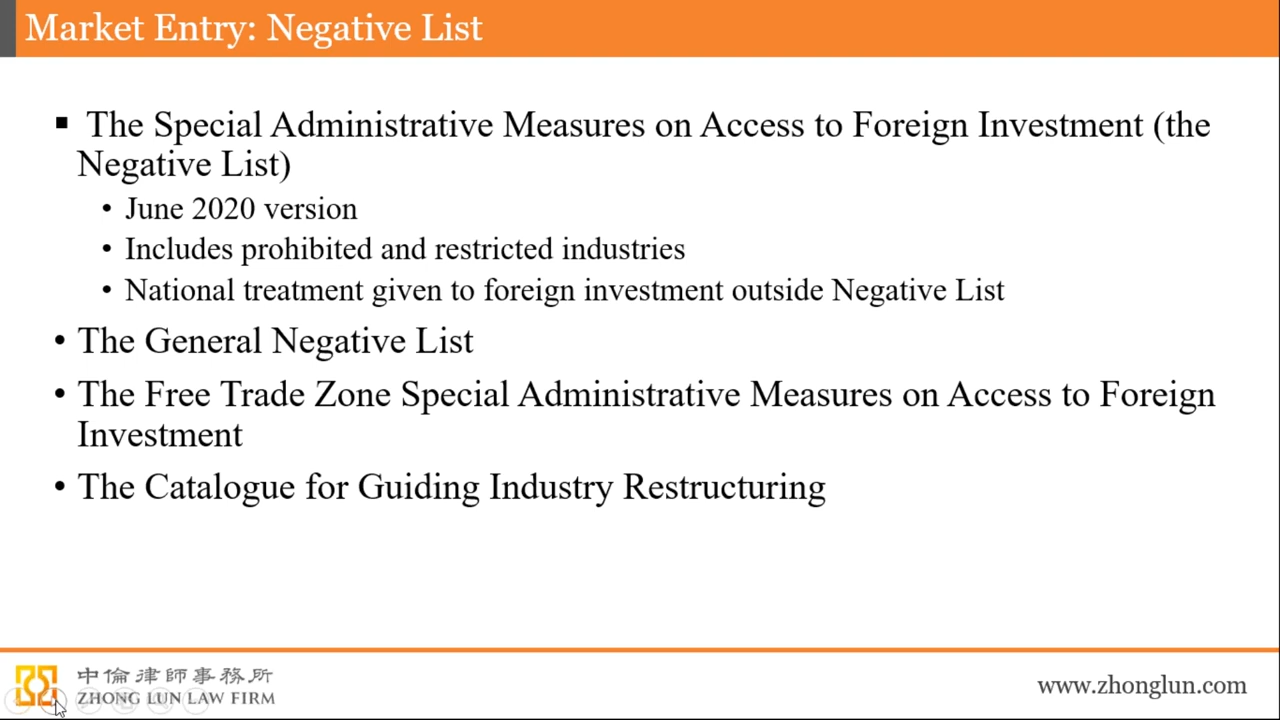 Market Entry: Negative List
▪ The Special Administrative Measures on Access to Foreign Investment (the
Negative List)
• June 2020 version
• Includes prohibited and restricted industries
• National treatment given to foreign investment outside Negative List
• The General Negative List
• The Free Trade Zone Special Administrative Measures on Access to Foreign
Investment
• The Catalogue for Guiding Industry Restructuring
中倫律師事務所
ZHONG LUN LAW FIRM
www.zhonglun.com